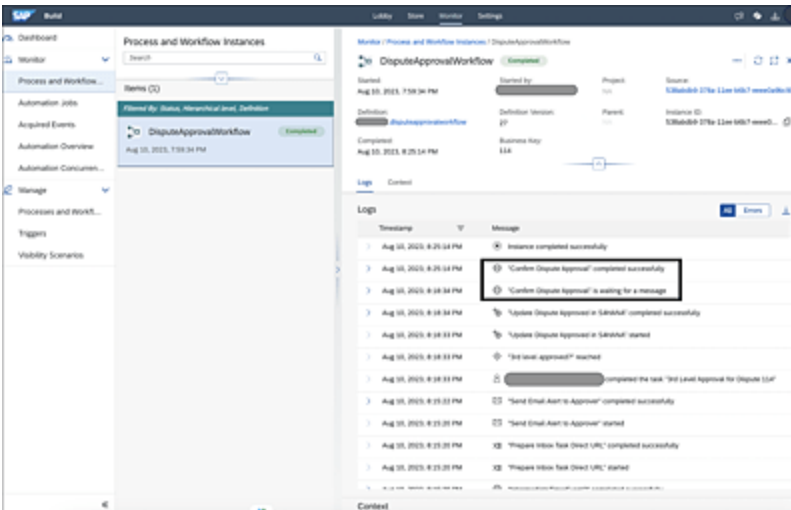 SAP Build
Lobby Store Monitor Settings
Dashboard
Monitor
Process and Workflow...
Automation Jobs
Acquired Events
Automation Overview
Automation Concurren...
Manage
Processes and Workfl...
Triggers
Visibility Scenarios
Process and Workflow Instances
Search
Items (1)
Filtered By: Status, Hierarchical level, Definition
DisputeApprovalWorkflow Completed
Aug 10, 2023, 7:59:34 PM
Monitor / Process and Workflow Instances / DisputeApprovalWorkflow
DisputeApprovalWorkflow Completed
Started: Started by: Project: Source:
Aug 10, 2023, 7:59:34 PM
Definition: Definition Version: Parent: Instance ID:
disputeapprovalworkflow 27
Completed: Business Key:
Aug 10, 2023, 8:25:14 PM 114
Logs Context
Logs All Errors
Timestamp Message
Aug 10, 2023, 8:25:14 PM Instance completed successfully
Aug 10, 2023, 8:25:14 PM "Confirm Dispute Approval" completed successfully
Aug 10, 2023, 8:18:34 PM "Confirm Dispute Approval" is waiting for a message
Aug 10, 2023, 8:18:34 PM "Update Dispute Approved in S4HANA" completed successfully
Aug 10, 2023, 8:18:33 PM "Update Dispute Approved in S4HANA" started
Aug 10, 2023, 8:18:33 PM "3rd level approved?" reached
Aug 10, 2023, 8:18:33 PM completed the task "3rd Level Approval for Dispute 114"
Aug 10, 2023, 8:15:22 PM "Send Email Alert to Approver" completed successfully
Aug 10, 2023, 8:15:20 PM "Send Email Alert to Approver" started
Aug 10, 2023, 8:15:20 PM "Prepare Inbox Task Direct URL" completed successfully
Aug 10, 2023, 8:15:20 PM "Prepare Inbox Task Direct URL" started
Context